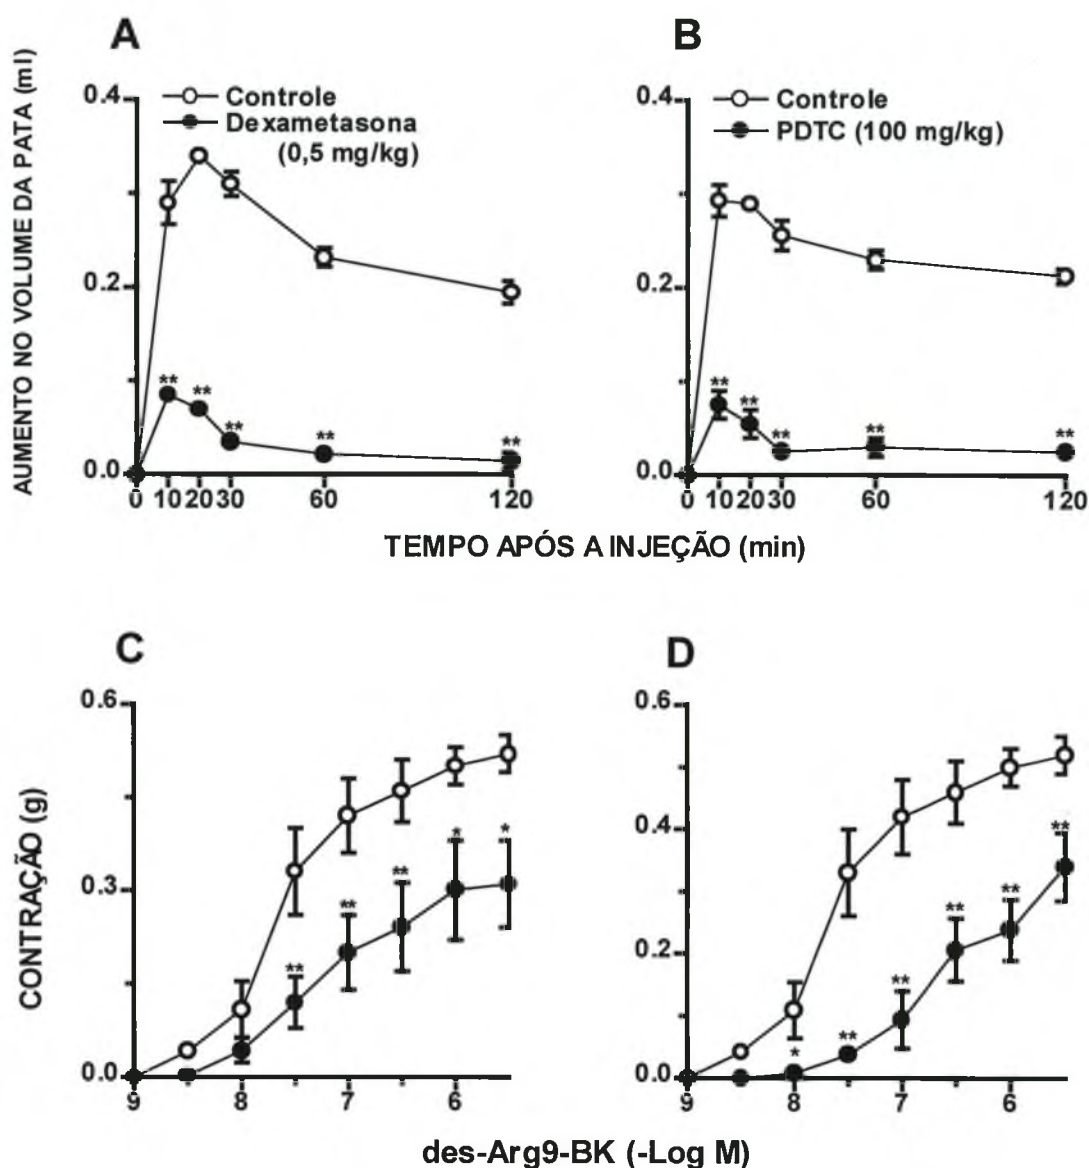 A
B
AUMENTO NO VOLUME DA PATA (ml)
0.4
Controle
Dexametasona
(0,5 mg/kg)
0.2
**
**
**
**
**
0.0
0 10 20 30 60 120
0.4
Controle
PDTC (100 mg/kg)
0.2
**
**
**
**
**
0.0
0 10 20 30 60 120
TEMPO APÓS A INJEÇÃO (min)
C
D
CONTRAÇÃO (g)
0.6
0.3
**
**
**
*
*
0.0
9 8 7 6
0.6
0.4
0.2
*
**
**
**
**
**
0.0
9 8 7 6
des-Arg9-BK (-Log M)